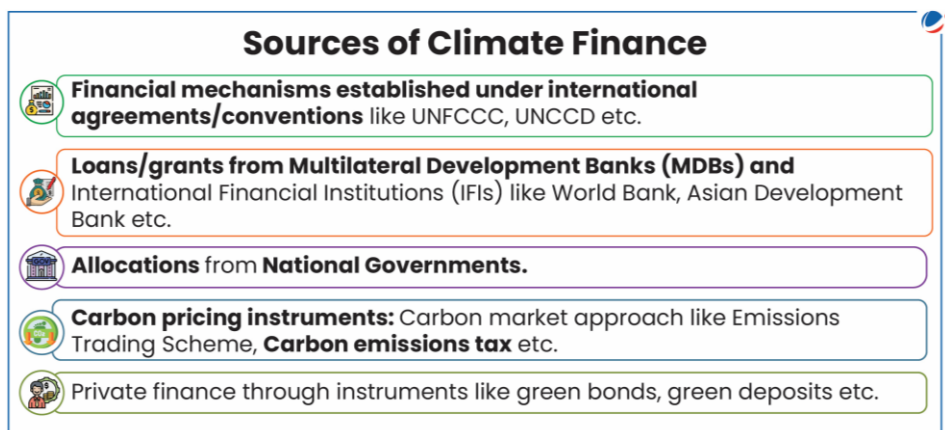 Sources of Climate Finance
Financial mechanisms established under international
agreements/conventions like UNFCCC, UNCCD etc.
Loans/grants from Multilateral Development Banks (MDBs) and
International Financial Institutions (IFIs) like World Bank, Asian Development
Bank etc.
Allocations from National Governments.
Carbon pricing instruments: Carbon market approach like Emissions
Trading Scheme, Carbon emissions tax etc.
Private finance through instruments like green bonds, green deposits etc.